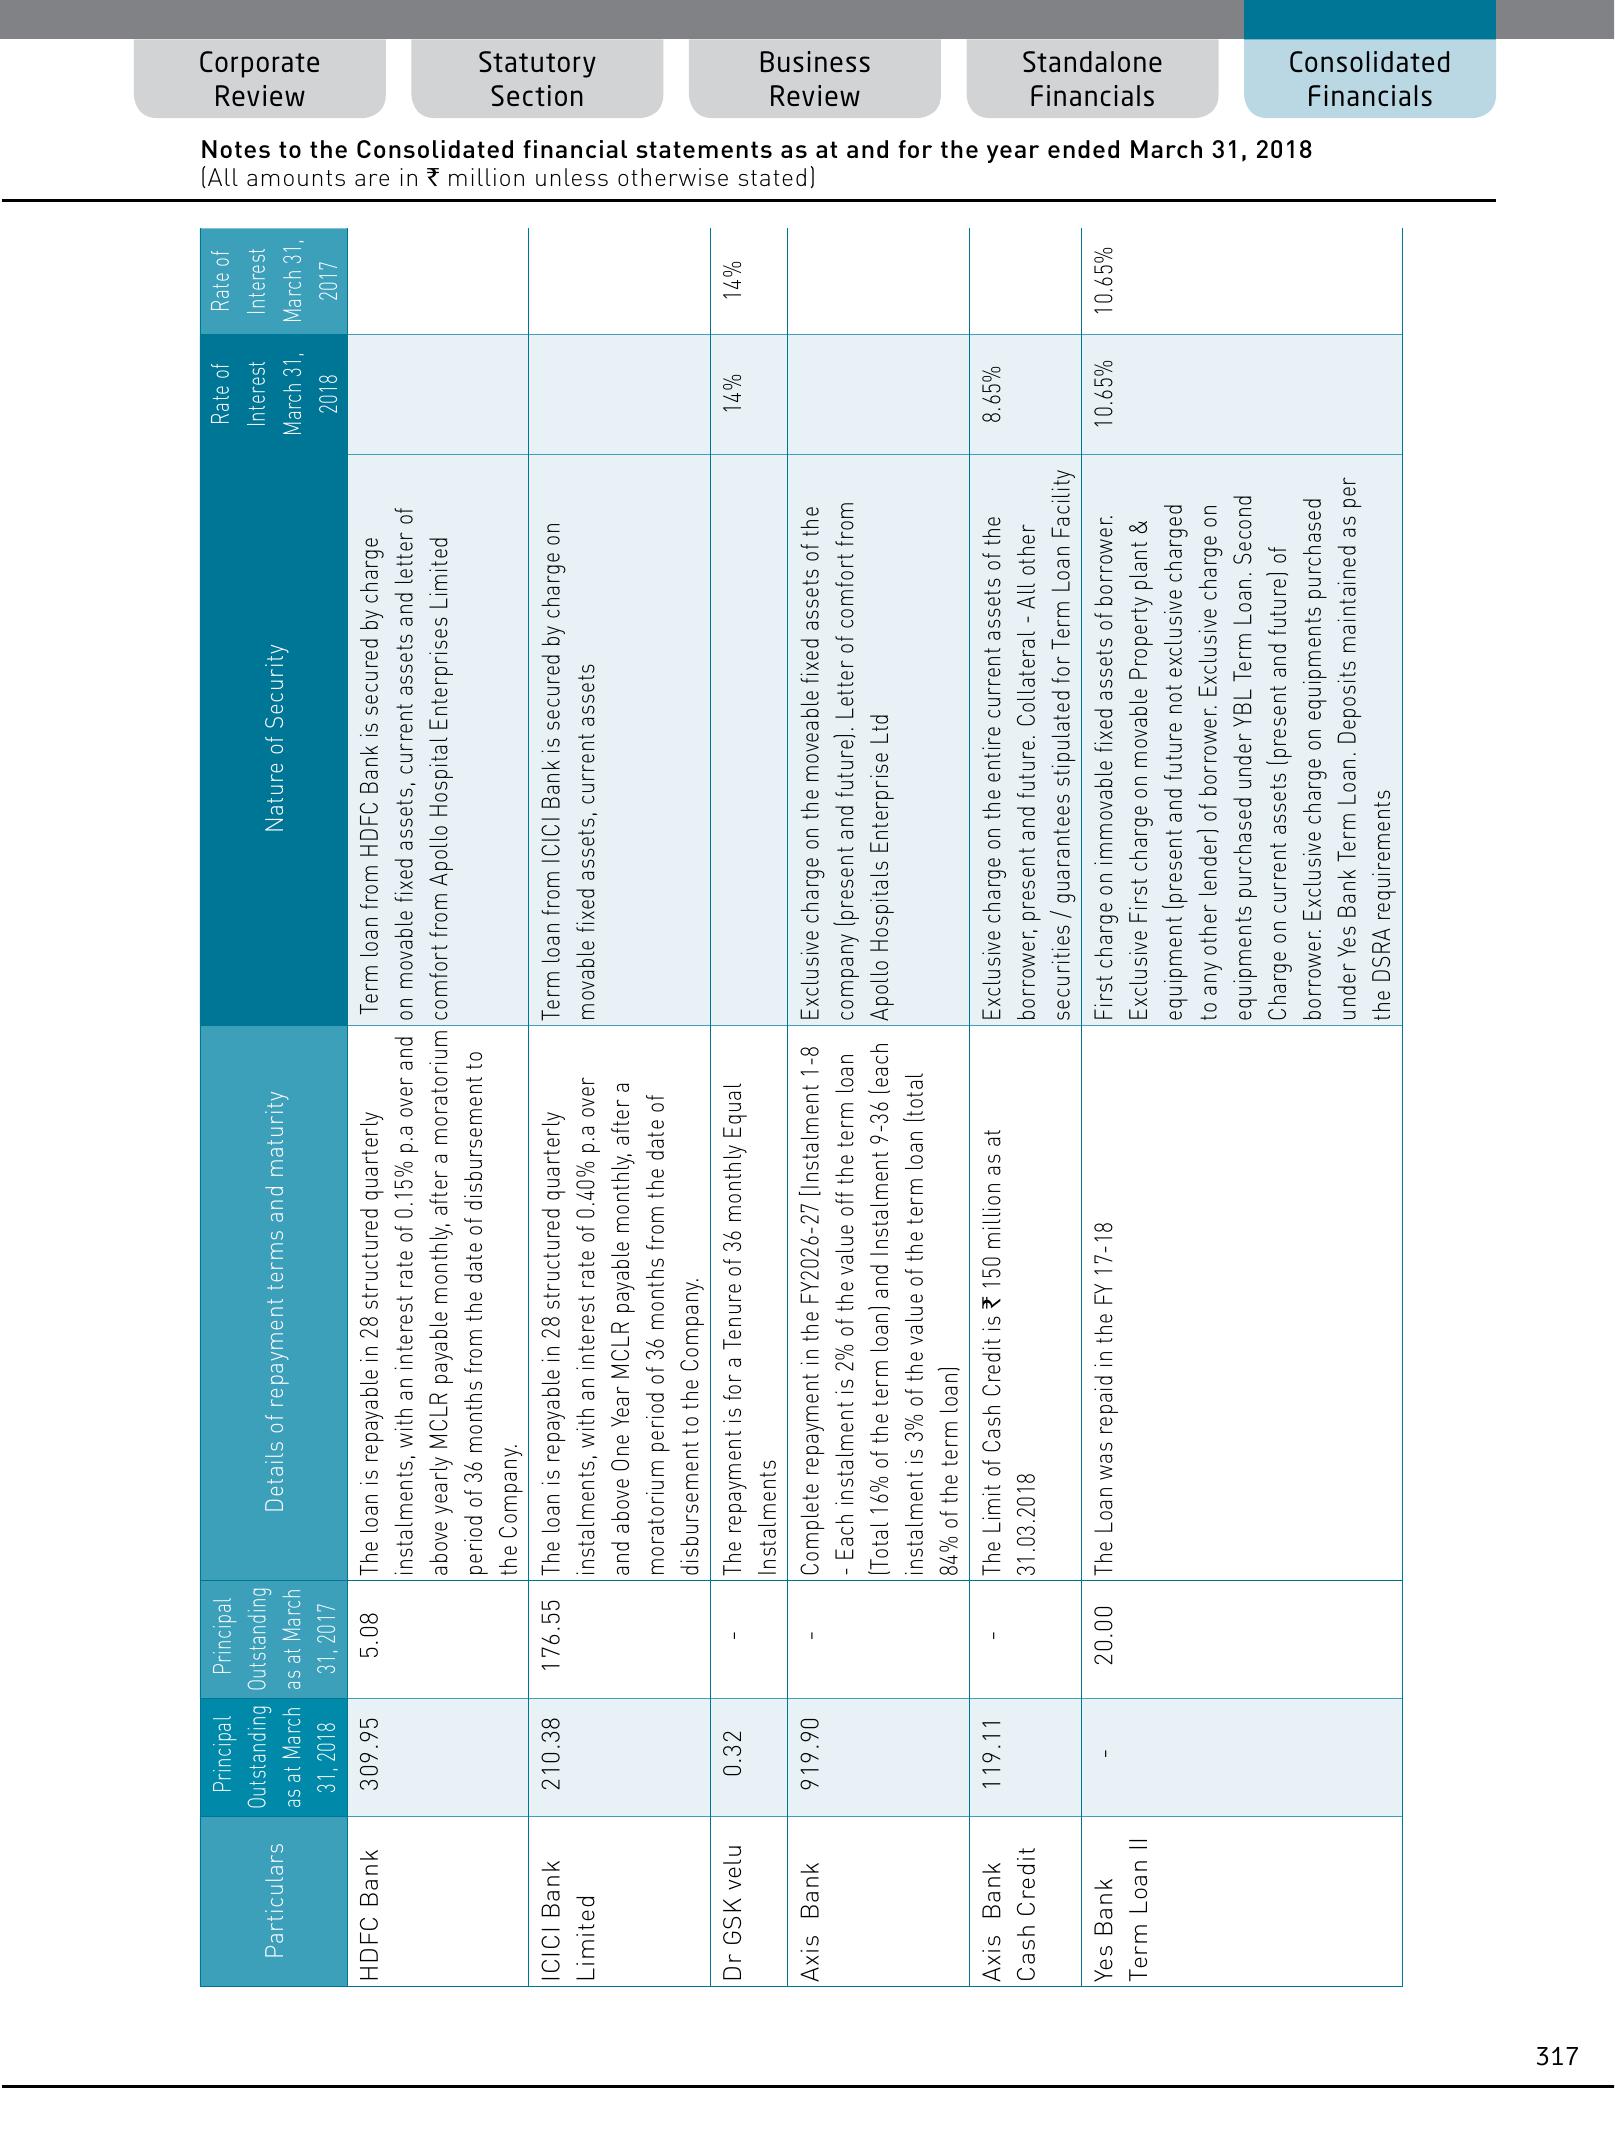 Corporate
Review
Statutory
Section
Business
Review
Standalone
Financials
Consolidated
Financials
Notes to the Consolidated financial statements as at and for the year ended March 31, 2018
(All amounts are in ₹ million unless otherwise stated)
Particulars
Principal
Outstanding
as at March
31, 2018
Principal
Outstanding
as at March
31, 2017
Details of repayment terms and maturity
Nature of Security
Rate of
Interest
March 31,
2018
Rate of
Interest
March 31,
2017
HDFC Bank
309.95
5.08
The loan is repayable in 28 structured quarterly
instalments, with an interest rate of 0.15% p.a over and
above yearly MCLR payable monthly, after a moratorium
period of 36 months from the date of disbursement to
the Company.
Term loan from HDFC Bank is secured by charge
on movable fixed assets, current assets and letter of
comfort from Apollo Hospital Enterprises Limited
ICICI Bank
Limited
210.38
176.55
The loan is repayable in 28 structured quarterly
instalments, with an interest rate of 0.40% p.a over
and above One Year MCLR payable monthly, after a
moratorium period of 36 months from the date of
disbursement to the Company.
Term loan from ICICI Bank is secured by charge on
movable fixed assets, current assets
Dr GSK velu
0.32
-
The repayment is for a Tenure of 36 monthly Equal
Instalments
14%
14%
Axis Bank
919.90
-
Complete repayment in the FY2026-27 [Instalment 1-8
- Each instalment is 2% of the value off the term loan
(Total 16% of the term loan) and Instalment 9-36 (each
instalment is 3% of the value of the term loan (total
84% of the term loan)
Exclusive charge on the moveable fixed assets of the
company (present and future). Letter of comfort from
Apollo Hospitals Enterprise Ltd
Axis Bank
Cash Credit
119.11
-
The Limit of Cash Credit is ₹ 150 million as at
31.03.2018
Exclusive charge on the entire current assets of the
borrower, present and future. Collateral - All other
securities / guarantees stipulated for Term Loan Facility
8.65%
Yes Bank
Term Loan II
-
20.00
The Loan was repaid in the FY 17-18
First charge on immovable fixed assets of borrower.
Exclusive First charge on movable Property plant &
equipment (present and future not exclusive charged
to any other lender) of borrower. Exclusive charge on
equipments purchased under YBL Term Loan. Second
Charge on current assets (present and future) of
borrower. Exclusive charge on equipments purchased
under Yes Bank Term Loan. Deposits maintained as per
the DSRA requirements
10.65%
10.65%
317